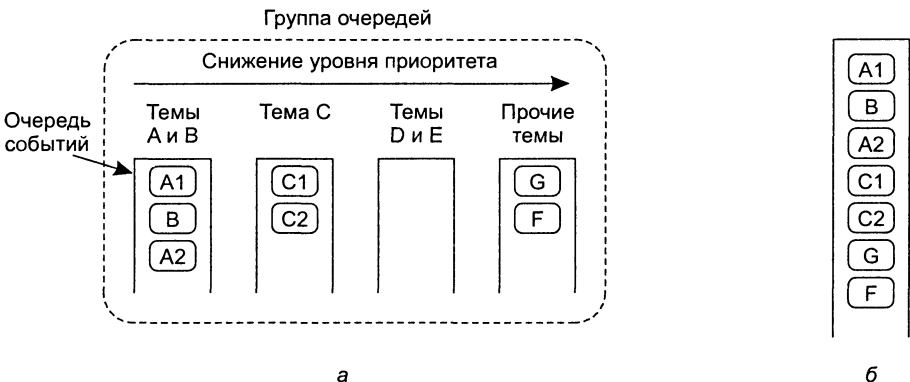 Группа очередей
Снижение уровня приоритета
Очередь
событий
Темы
А и В
Тема С
Темы
D и E
Прочие
темы
A1
B
A2
C1
C2
G
F
A1
B
A2
C1
C2
G
F
а
б